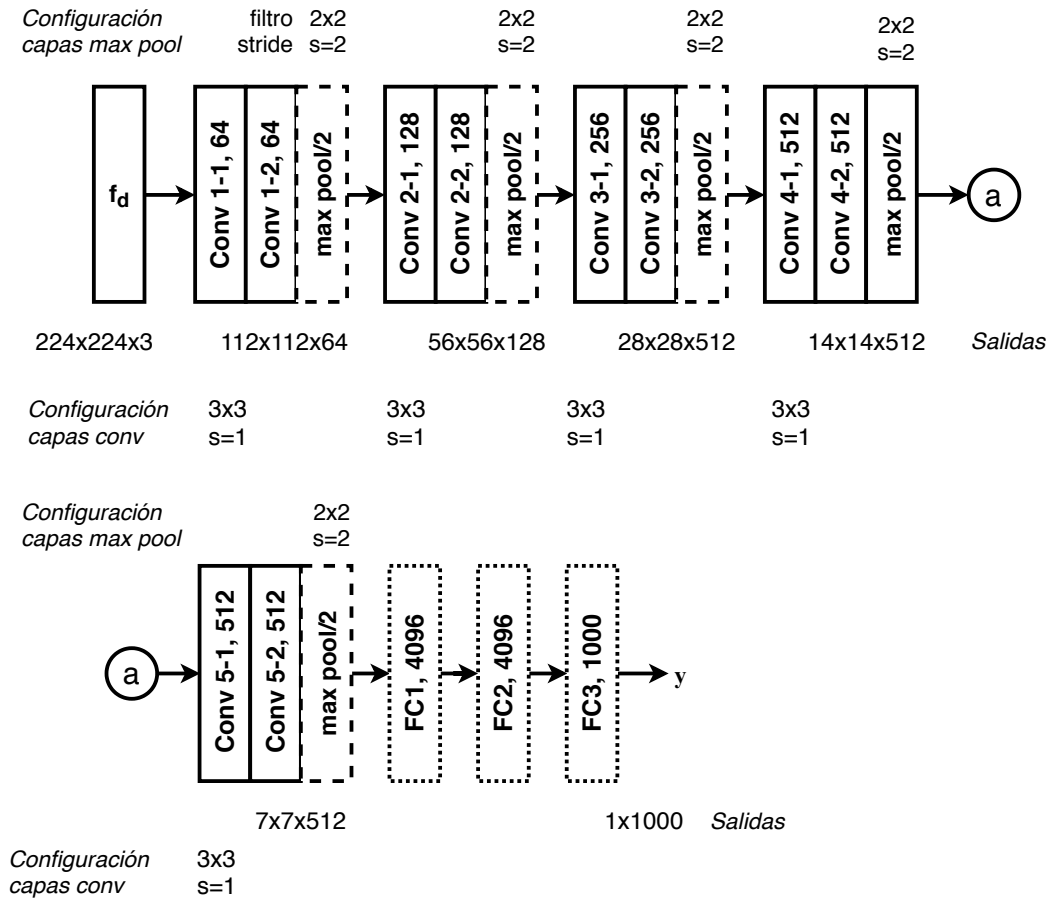 Configuración filtro 2x2 2x2 2x2 2x2
capas max pool stride s=2 s=2 s=2 s=2
f_d
Conv 1-1, 64
Conv 1-2, 64
max pool/2
Conv 2-1, 128
Conv 2-2, 128
max pool/2
Conv 3-1, 256
Conv 3-2, 256
max pool/2
Conv 4-1, 512
Conv 4-2, 512
max pool/2
a
224x224x3 112x112x64 56x56x128 28x28x512 14x14x512 Salidas
Configuración 3x3 3x3 3x3 3x3
capas conv s=1 s=1 s=1 s=1
Configuración 2x2
capas max pool s=2
a
Conv 5-1, 512
Conv 5-2, 512
max pool/2
FC1, 4096
FC2, 4096
FC3, 1000
y
7x7x512 1x1000 Salidas
Configuración 3x3
capas conv s=1